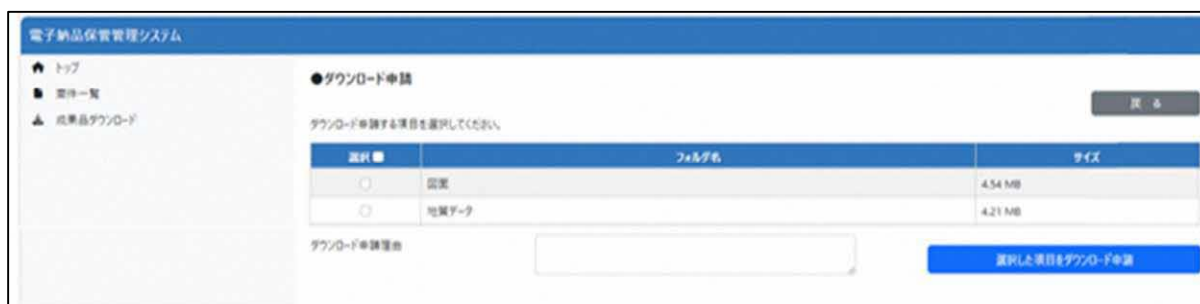 電子納品保管管理システム
トップ
案件一覧
成果品ダウンロード
●ダウンロード申請
戻 る
ダウンロード申請する項目を選択してください。
選択 フォルダ名 サイズ
図面 4.54 MB
地質データ 4.21 MB
ダウンロード申請理由
選択した項目をダウンロード申請